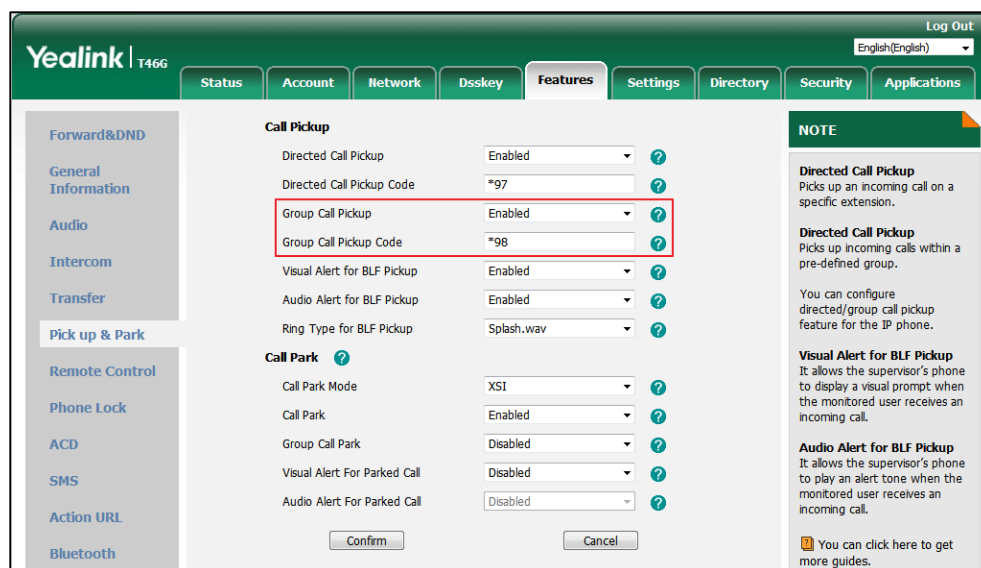 Log Out
English(English)
Yealink T46G
Status Account Network Dsskey Features Settings Directory Security Applications
Forward&DND
General
Information
Audio
Intercom
Transfer
Pick up & Park
Remote Control
Phone Lock
ACD
SMS
Action URL
Bluetooth
Call Pickup
Directed Call Pickup Enabled ?
Directed Call Pickup Code *97 ?
Group Call Pickup Enabled ?
Group Call Pickup Code *98 ?
Visual Alert for BLF Pickup Enabled ?
Audio Alert for BLF Pickup Enabled ?
Ring Type for BLF Pickup Splash.wav ?
Call Park ?
Call Park Mode XSI ?
Call Park Enabled ?
Group Call Park Disabled ?
Visual Alert For Parked Call Disabled ?
Audio Alert For Parked Call Disabled ?
Confirm Cancel
NOTE
Directed Call Pickup
Picks up an incoming call on a
specific extension.
Directed Call Pickup
Picks up incoming calls within a
pre-defined group.
You can configure
directed/group call pickup
feature for the IP phone.
Visual Alert for BLF Pickup
It allows the supervisor's phone
to display a visual prompt when
the monitored user receives an
incoming call.
Audio Alert for BLF Pickup
It allows the supervisor's phone
to play an alert tone when the
monitored user receives an
incoming call.
? You can click here to get
more guides.